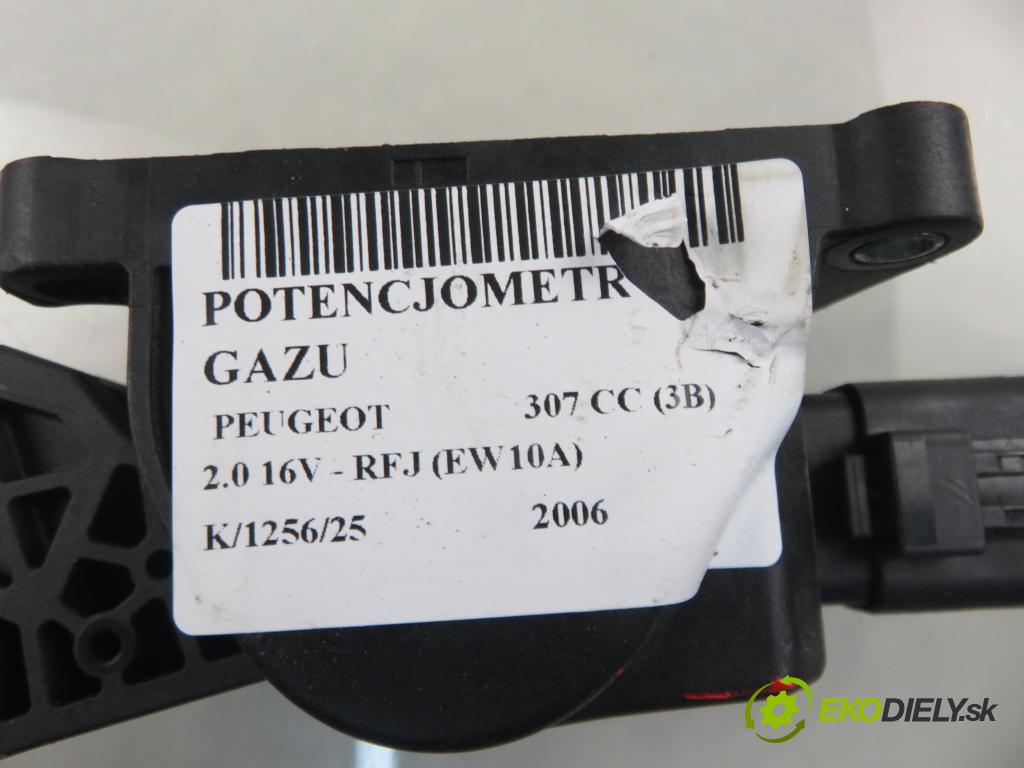 POTENCJOMETR
GAZU
PEUGEOT 307 CC (3B)
2.0 16V - RFJ (EW10A)
K/1256/25 2006
EKODIELY.sk